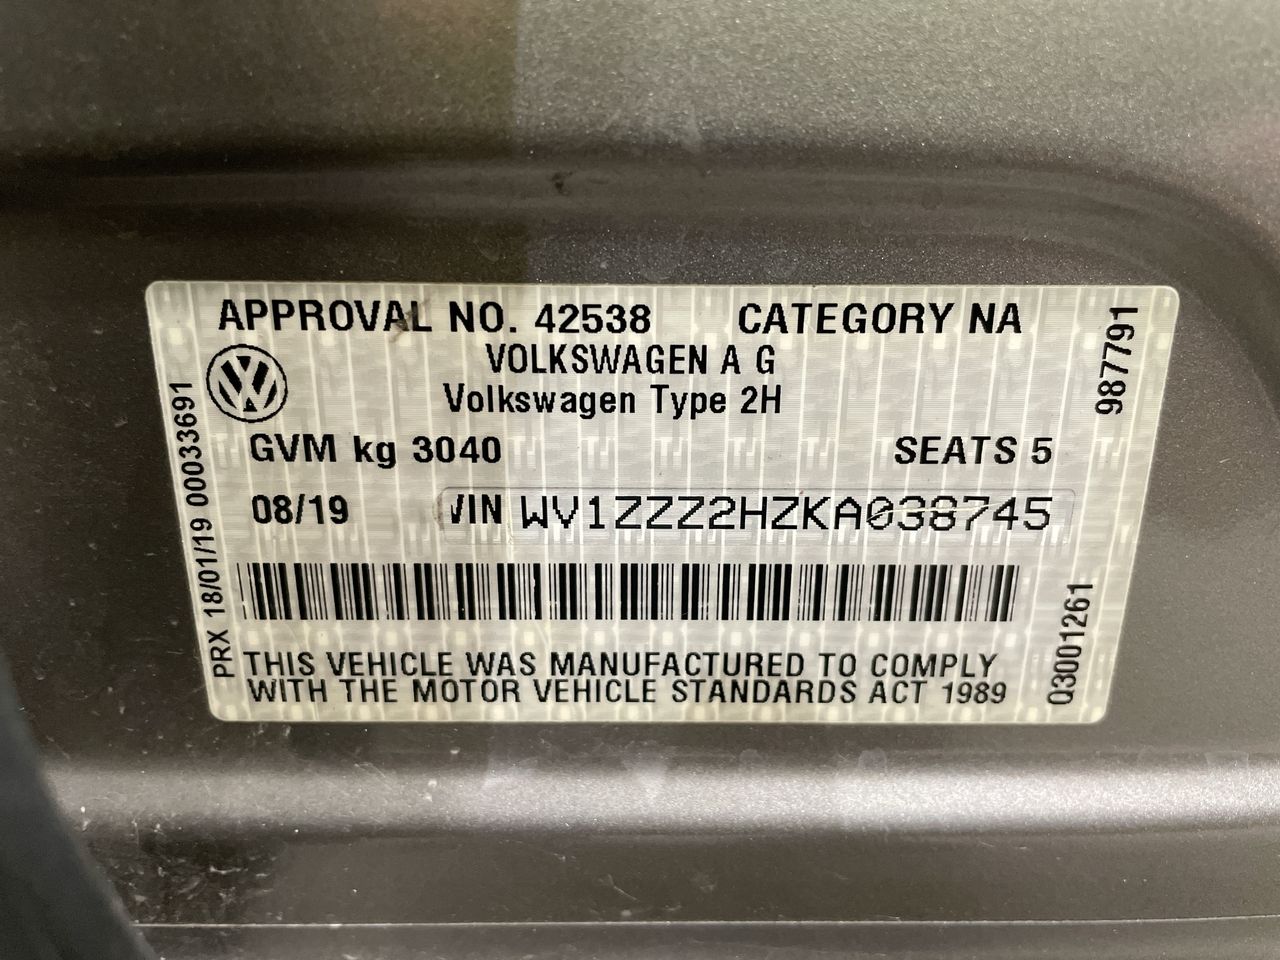 APPROVAL NO. 42538 CATEGORY NA
VOLKSWAGEN A G
Volkswagen Type 2H
GVM kg 3040 SEATS 5
08/19 VIN WV1ZZZ2HZKA038745
THIS VEHICLE WAS MANUFACTURED TO COMPLY
WITH THE MOTOR VEHICLE STANDARDS ACT 1989
PRX 18/01/19 00033691
987791
Q3001261